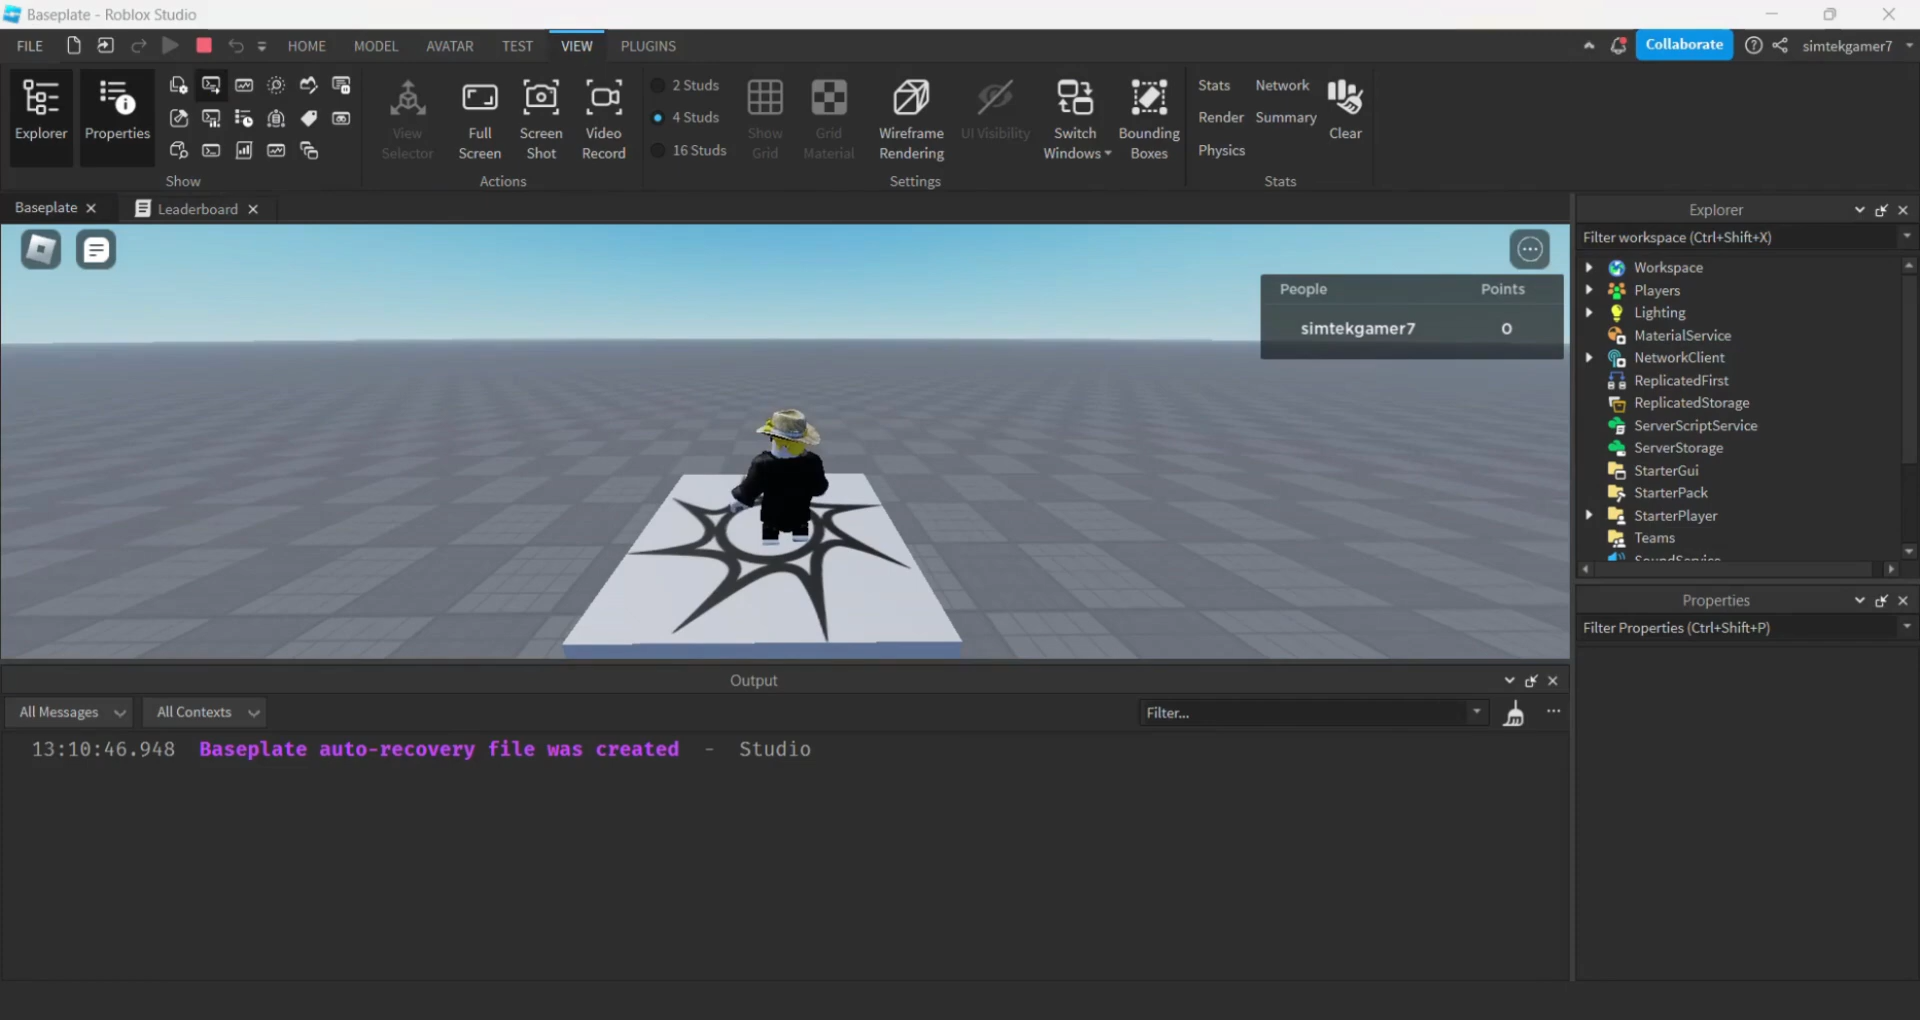 Baseplate - Roblox Studio
FILE HOME MODEL AVATAR TEST VIEW PLUGINS Collaborate simtekgamer7
Explorer
Properties
Show
View Selector
Full Screen
Screen Shot
Video Record
Actions
2 Studs
4 Studs
16 Studs
Show Grid
Grid Material
Wireframe Rendering
UI Visibility
Switch Windows
Bounding Boxes
Settings
Stats Network
Render Summary
Physics
Clear
Stats
Baseplate
Leaderboard
People Points
simtekgamer7 0
Explorer
Filter workspace (Ctrl+Shift+X)
Workspace
Players
Lighting
MaterialService
NetworkClient
ReplicatedFirst
ReplicatedStorage
ServerScriptService
ServerStorage
StarterGui
StarterPack
StarterPlayer
Teams
SoundService
Properties
Filter Properties (Ctrl+Shift+P)
Output
All Messages All Contexts Filter...
13:10:46.948 Baseplate auto-recovery file was created - Studio